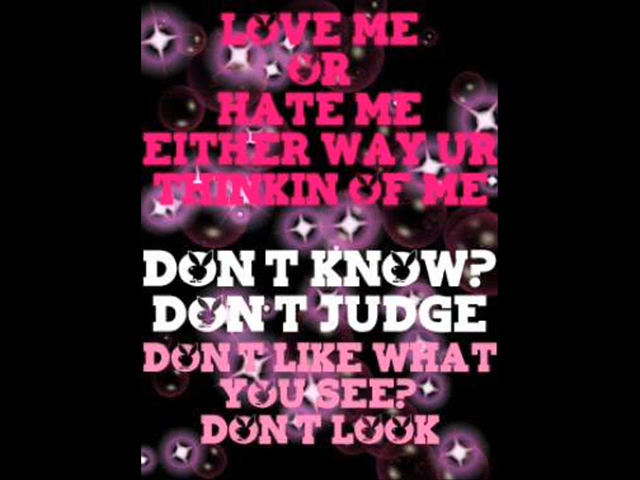 LOVE ME
OR
HATE ME
EITHER WAY UR
THINKIN OF ME
DON'T KNOW?
DON'T JUDGE
DON'T LIKE WHAT
YOU SEE?
DON'T LOOK